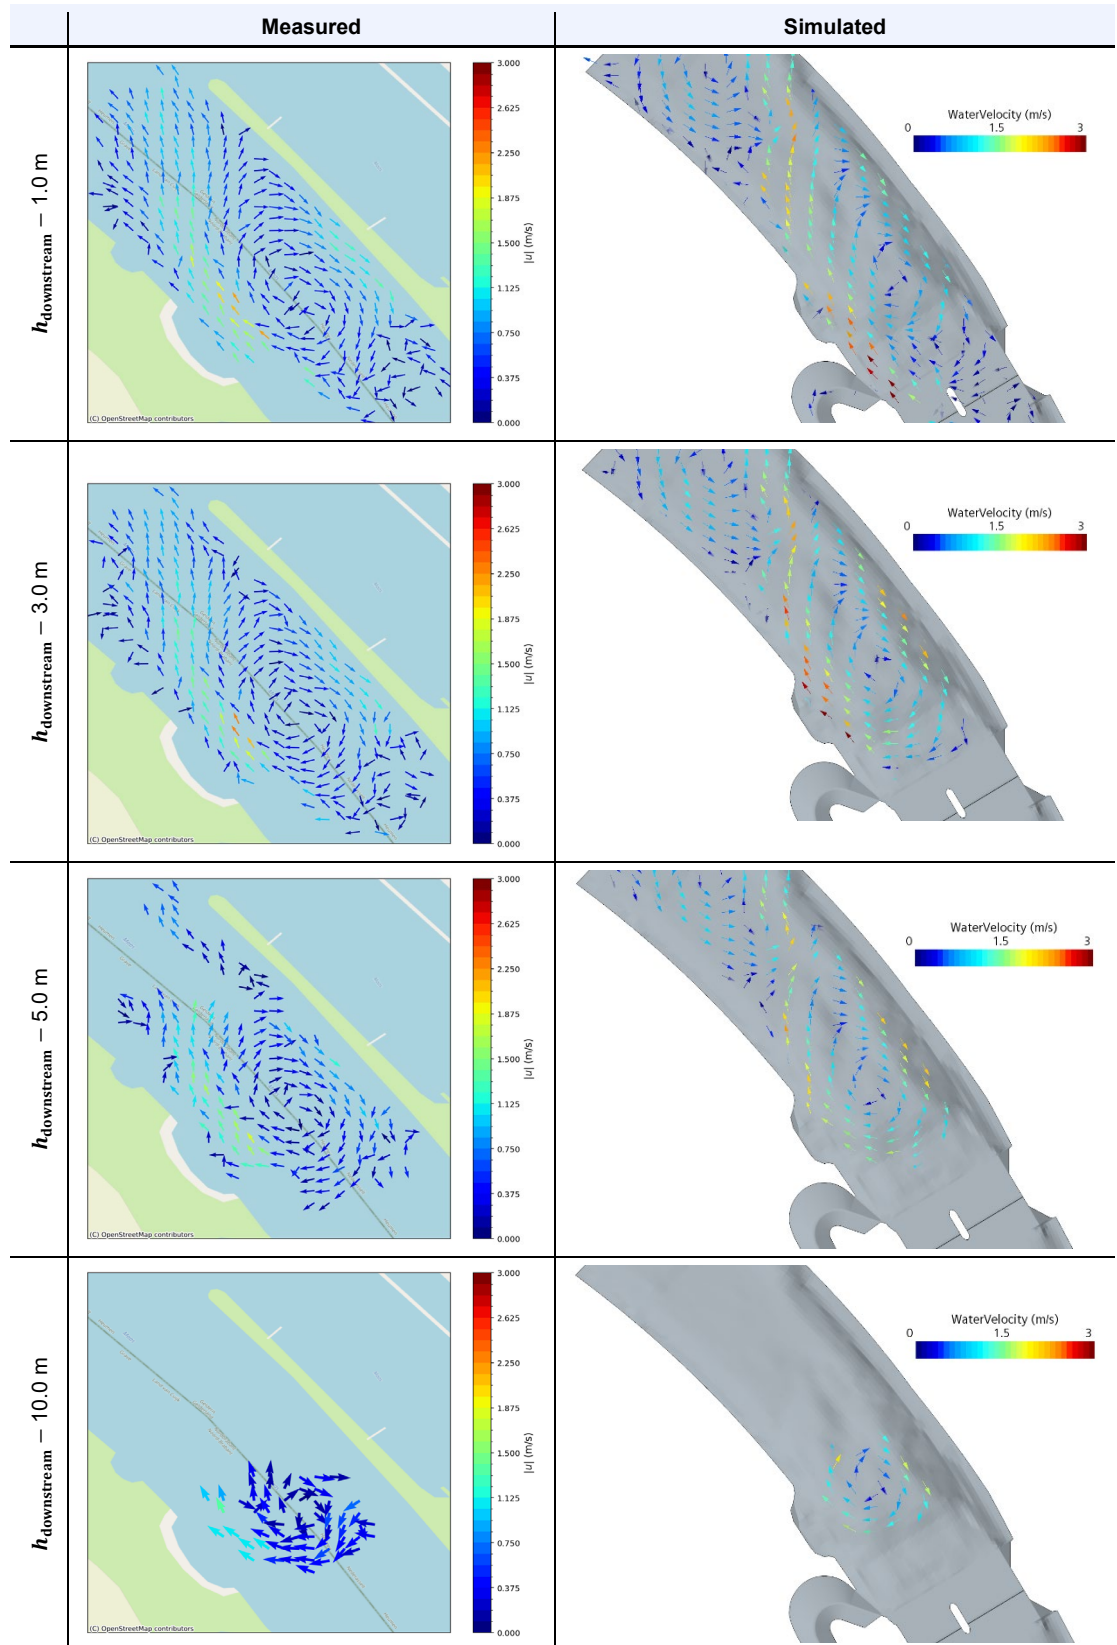 Measured Simulated
h downstream − 1.0 m
3.000
2.625
2.250
1.875
1.500
1.125
0.750
0.375
0.000
|u| (m/s)
(C) OpenStreetMap contributors
WaterVelocity (m/s)
0 1.5 3
h downstream − 3.0 m
3.000
2.625
2.250
1.875
1.500
1.125
0.750
0.375
0.000
|u| (m/s)
(C) OpenStreetMap contributors
WaterVelocity (m/s)
0 1.5 3
h downstream − 5.0 m
3.000
2.625
2.250
1.875
1.500
1.125
0.750
0.375
0.000
|u| (m/s)
(C) OpenStreetMap contributors
WaterVelocity (m/s)
0 1.5 3
h downstream − 10.0 m
3.000
2.625
2.250
1.875
1.500
1.125
0.750
0.375
0.000
|u| (m/s)
(C) OpenStreetMap contributors
WaterVelocity (m/s)
0 1.5 3